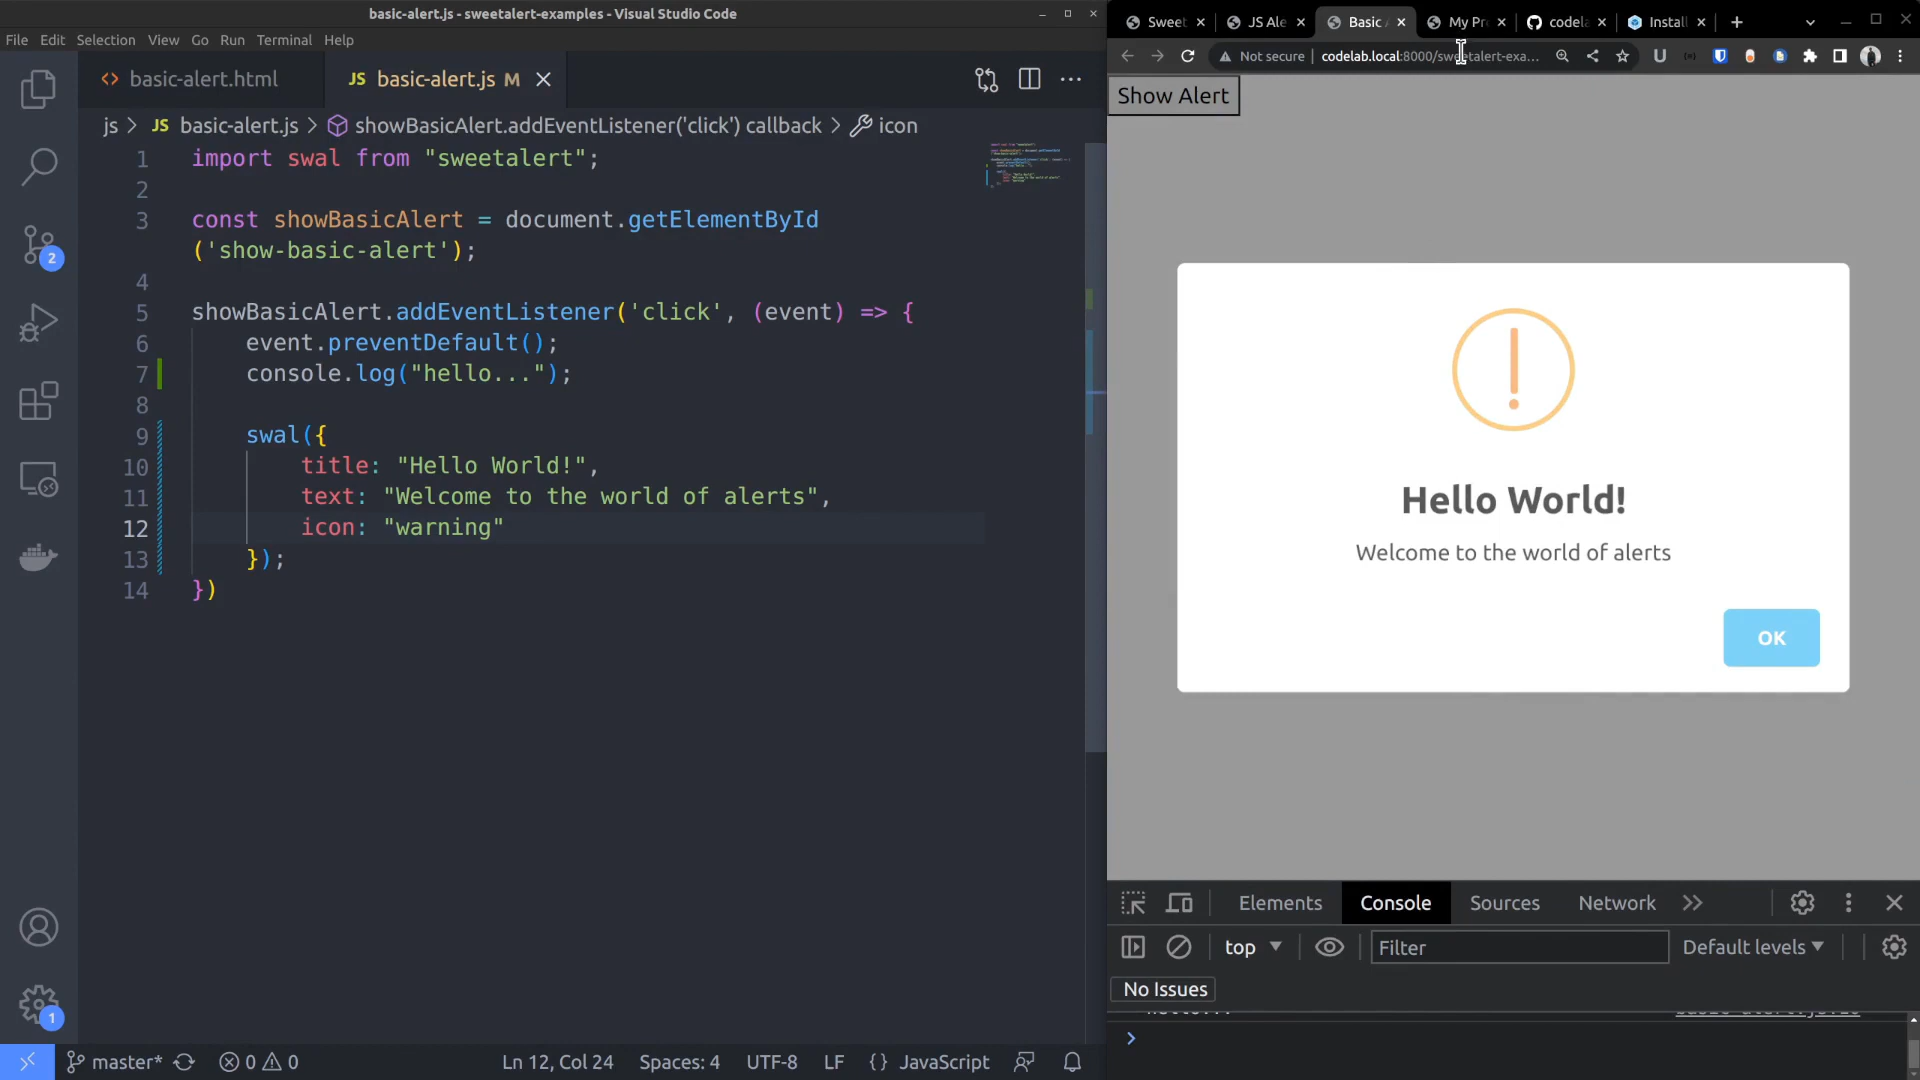 basic-alert.js - sweetalert-examples - Visual Studio Code
File Edit Selection View Go Run Terminal Help
<> basic-alert.html JS basic-alert.js M
js > JS basic-alert.js > showBasicAlert.addEventListener('click') callback > icon
1 import swal from "sweetalert";
2
3 const showBasicAlert = document.getElementById
('show-basic-alert');
4
5 showBasicAlert.addEventListener('click', (event) => {
6 event.preventDefault();
7 console.log("hello...");
8
9 swal({
10 title: "Hello World!",
11 text: "Welcome to the world of alerts",
12 icon: "warning"
13 });
14 })
2
1
master* 0 0 Ln 12, Col 24 Spaces: 4 UTF-8 LF {} JavaScript
Sweet JS Ale Basic My Pr codela Install
Not secure codelab.local:8000/sweetalert-exa...
Show Alert
Hello World!
Welcome to the world of alerts
OK
Elements Console Sources Network
top Filter Default levels
No Issues